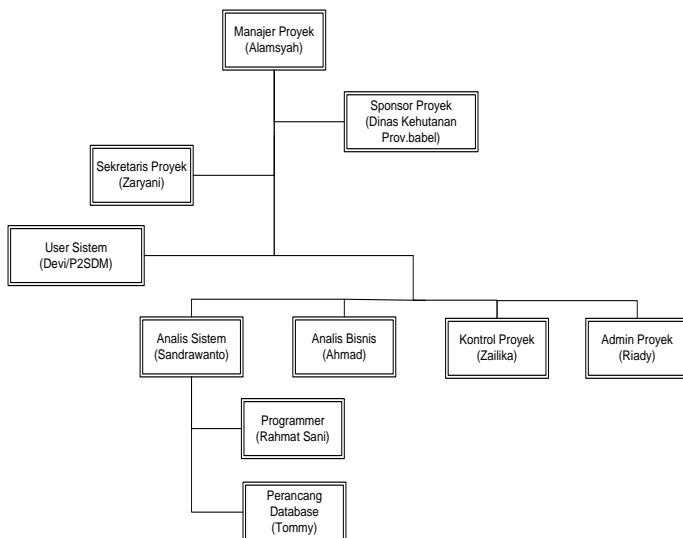 Manajer Proyek
(Alamsyah)
Sponsor Proyek
(Dinas Kehutanan
Prov.babel)
Sekretaris Proyek
(Zaryani)
User Sistem
(Devi/P2SDM)
Analis Sistem
(Sandrawanto)
Analis Bisnis
(Ahmad)
Kontrol Proyek
(Zailika)
Admin Proyek
(Riady)
Programmer
(Rahmat Sani)
Perancang
Database
(Tommy)